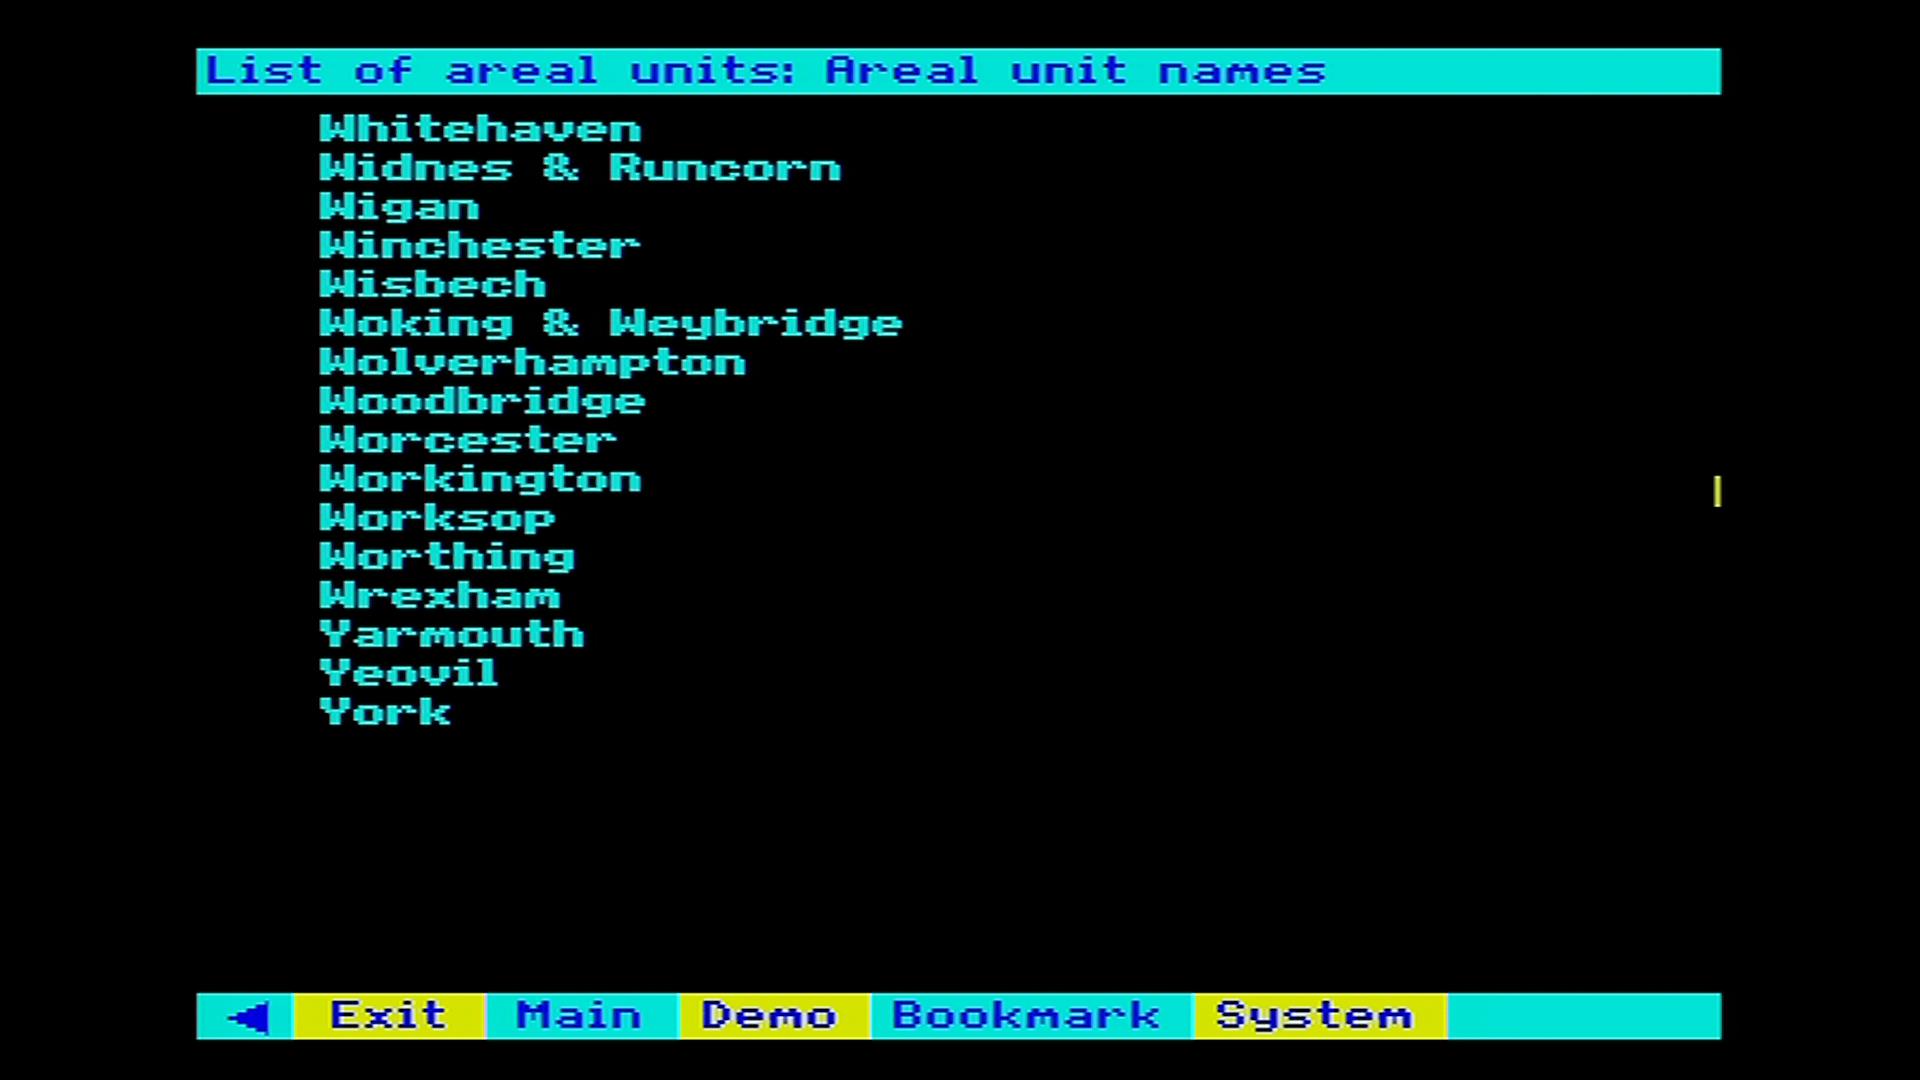 List of areal units: Areal unit names
Whitehaven
Widnes & Runcorn
Wigan
Winchester
Wisbech
Woking & Weybridge
Wolverhampton
Woodbridge
Worcester
Workington
Worksop
Worthing
Wrexham
Yarmouth
Yeovil
York
Exit Main Demo Bookmark System